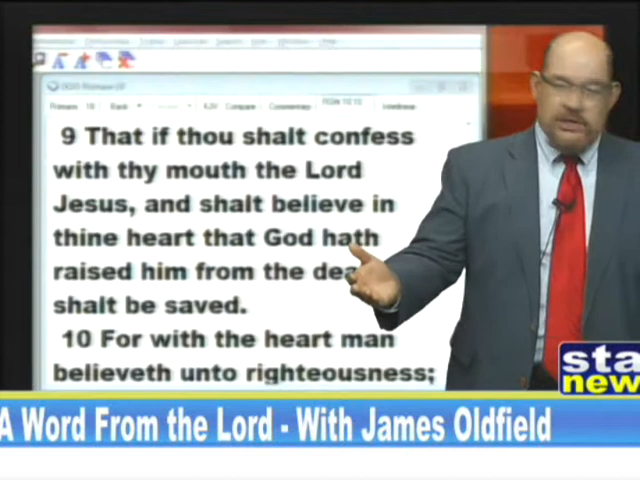 9 That if thou shalt confess
with thy mouth the Lord
Jesus, and shalt believe in
thine heart that God hath
raised him from the dea
shalt be saved.
10 For with the heart man
believeth unto righteousness;
sta
new
A Word From the Lord - With James Oldfield